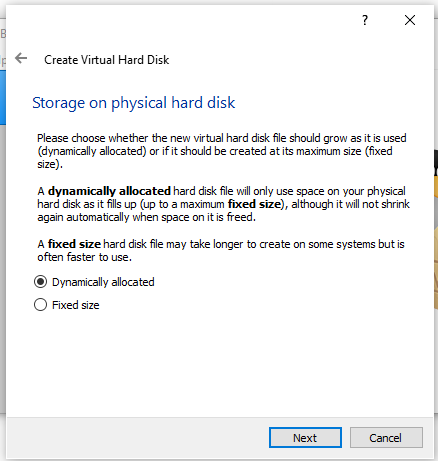 ?
Create Virtual Hard Disk
Storage on physical hard disk
Please choose whether the new virtual hard disk file should grow as it is used
(dynamically allocated) or if it should be created at its maximum size (fixed
size).
A dynamically allocated hard disk file will only use space on your physical
hard disk as it fills up (up to a maximum fixed size), although it will not shrink
again automatically when space on it is freed.
A fixed size hard disk file may take longer to create on some systems but is
often faster to use.
Dynamically allocated
Fixed size
Next
Cancel